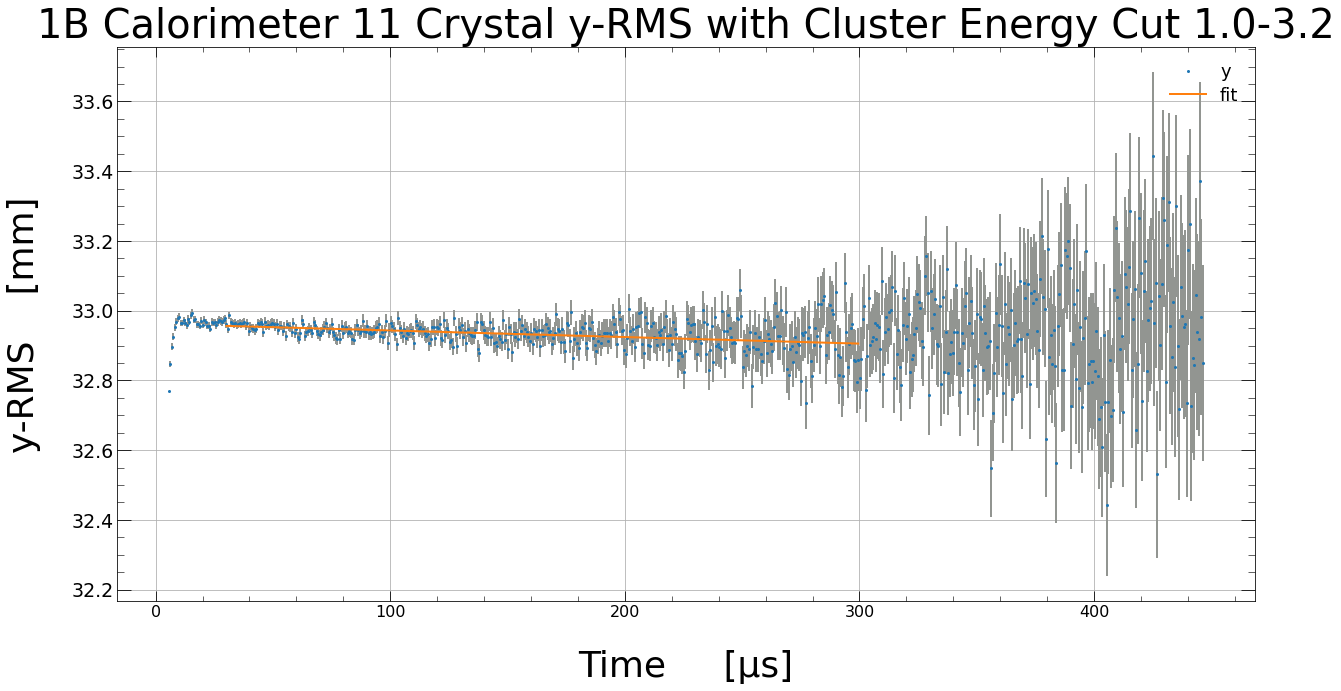 1B Calorimeter 11 Crystal y-RMS with Cluster Energy Cut 1.0-3.2
y
fit
33.6
33.4
33.2
33.0
32.8
32.6
32.4
32.2
y-RMS [mm]
0 100 200 300 400
Time [µs]